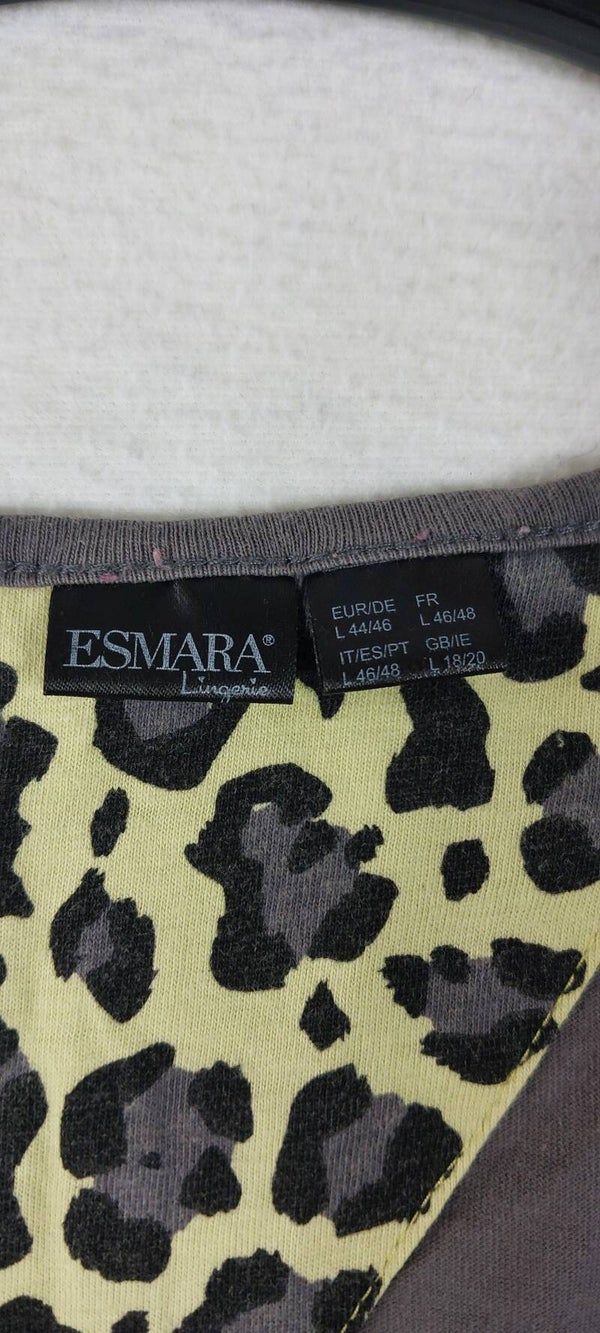 ESMARA®
Lingerie
EUR/DE FR
L 44/46 L 46/48
IT/ES/PT GB/IE
L 46/48 L 18/20